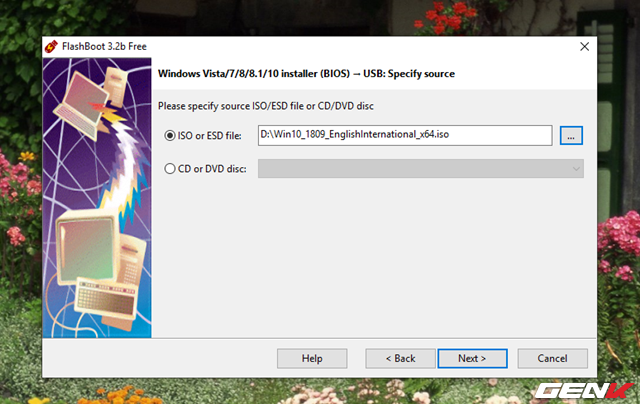 FlashBoot 3.2b Free
Windows Vista/7/8/8.1/10 installer (BIOS) → USB: Specify source
Please specify source ISO/ESD file or CD/DVD disc
ISO or ESD file: D:\Win10_1809_EnglishInternational_x64.iso ...
CD or DVD disc:
Help < Back Next > Cancel
GENK